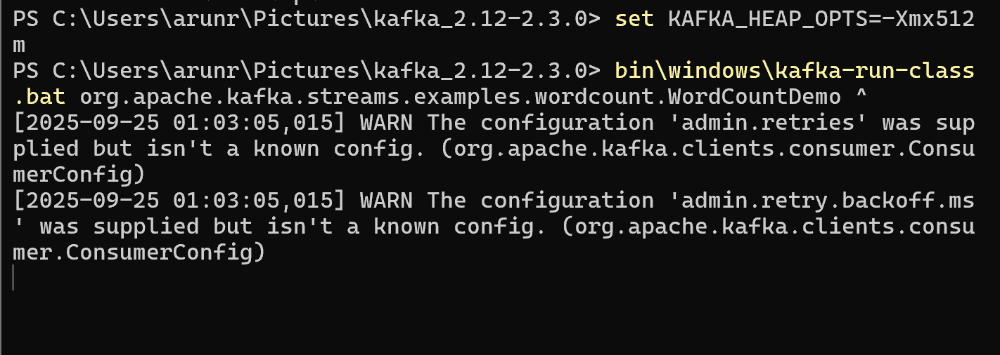 PS C:\Users\arunr\Pictures\kafka_2.12-2.3.0> set KAFKA_HEAP_OPTS=-Xmx512
m
PS C:\Users\arunr\Pictures\kafka_2.12-2.3.0> bin\windows\kafka-run-class
.bat org.apache.kafka.streams.examples.wordcount.WordCountDemo ^
[2025-09-25 01:03:05,015] WARN The configuration 'admin.retries' was sup
plied but isn't a known config. (org.apache.kafka.clients.consumer.Consu
merConfig)
[2025-09-25 01:03:05,015] WARN The configuration 'admin.retry.backoff.ms
' was supplied but isn't a known config. (org.apache.kafka.clients.consu
mer.ConsumerConfig)